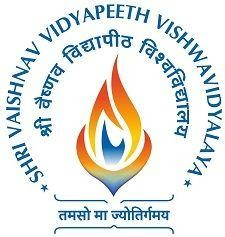 ★ SHRI VAISHNAV VIDYAPEETH VISHWAVIDYALAYA ★
श्री वैष्णव विद्यापीठ विश्वविद्यालय
तमसो मा ज्योतिर्गमय